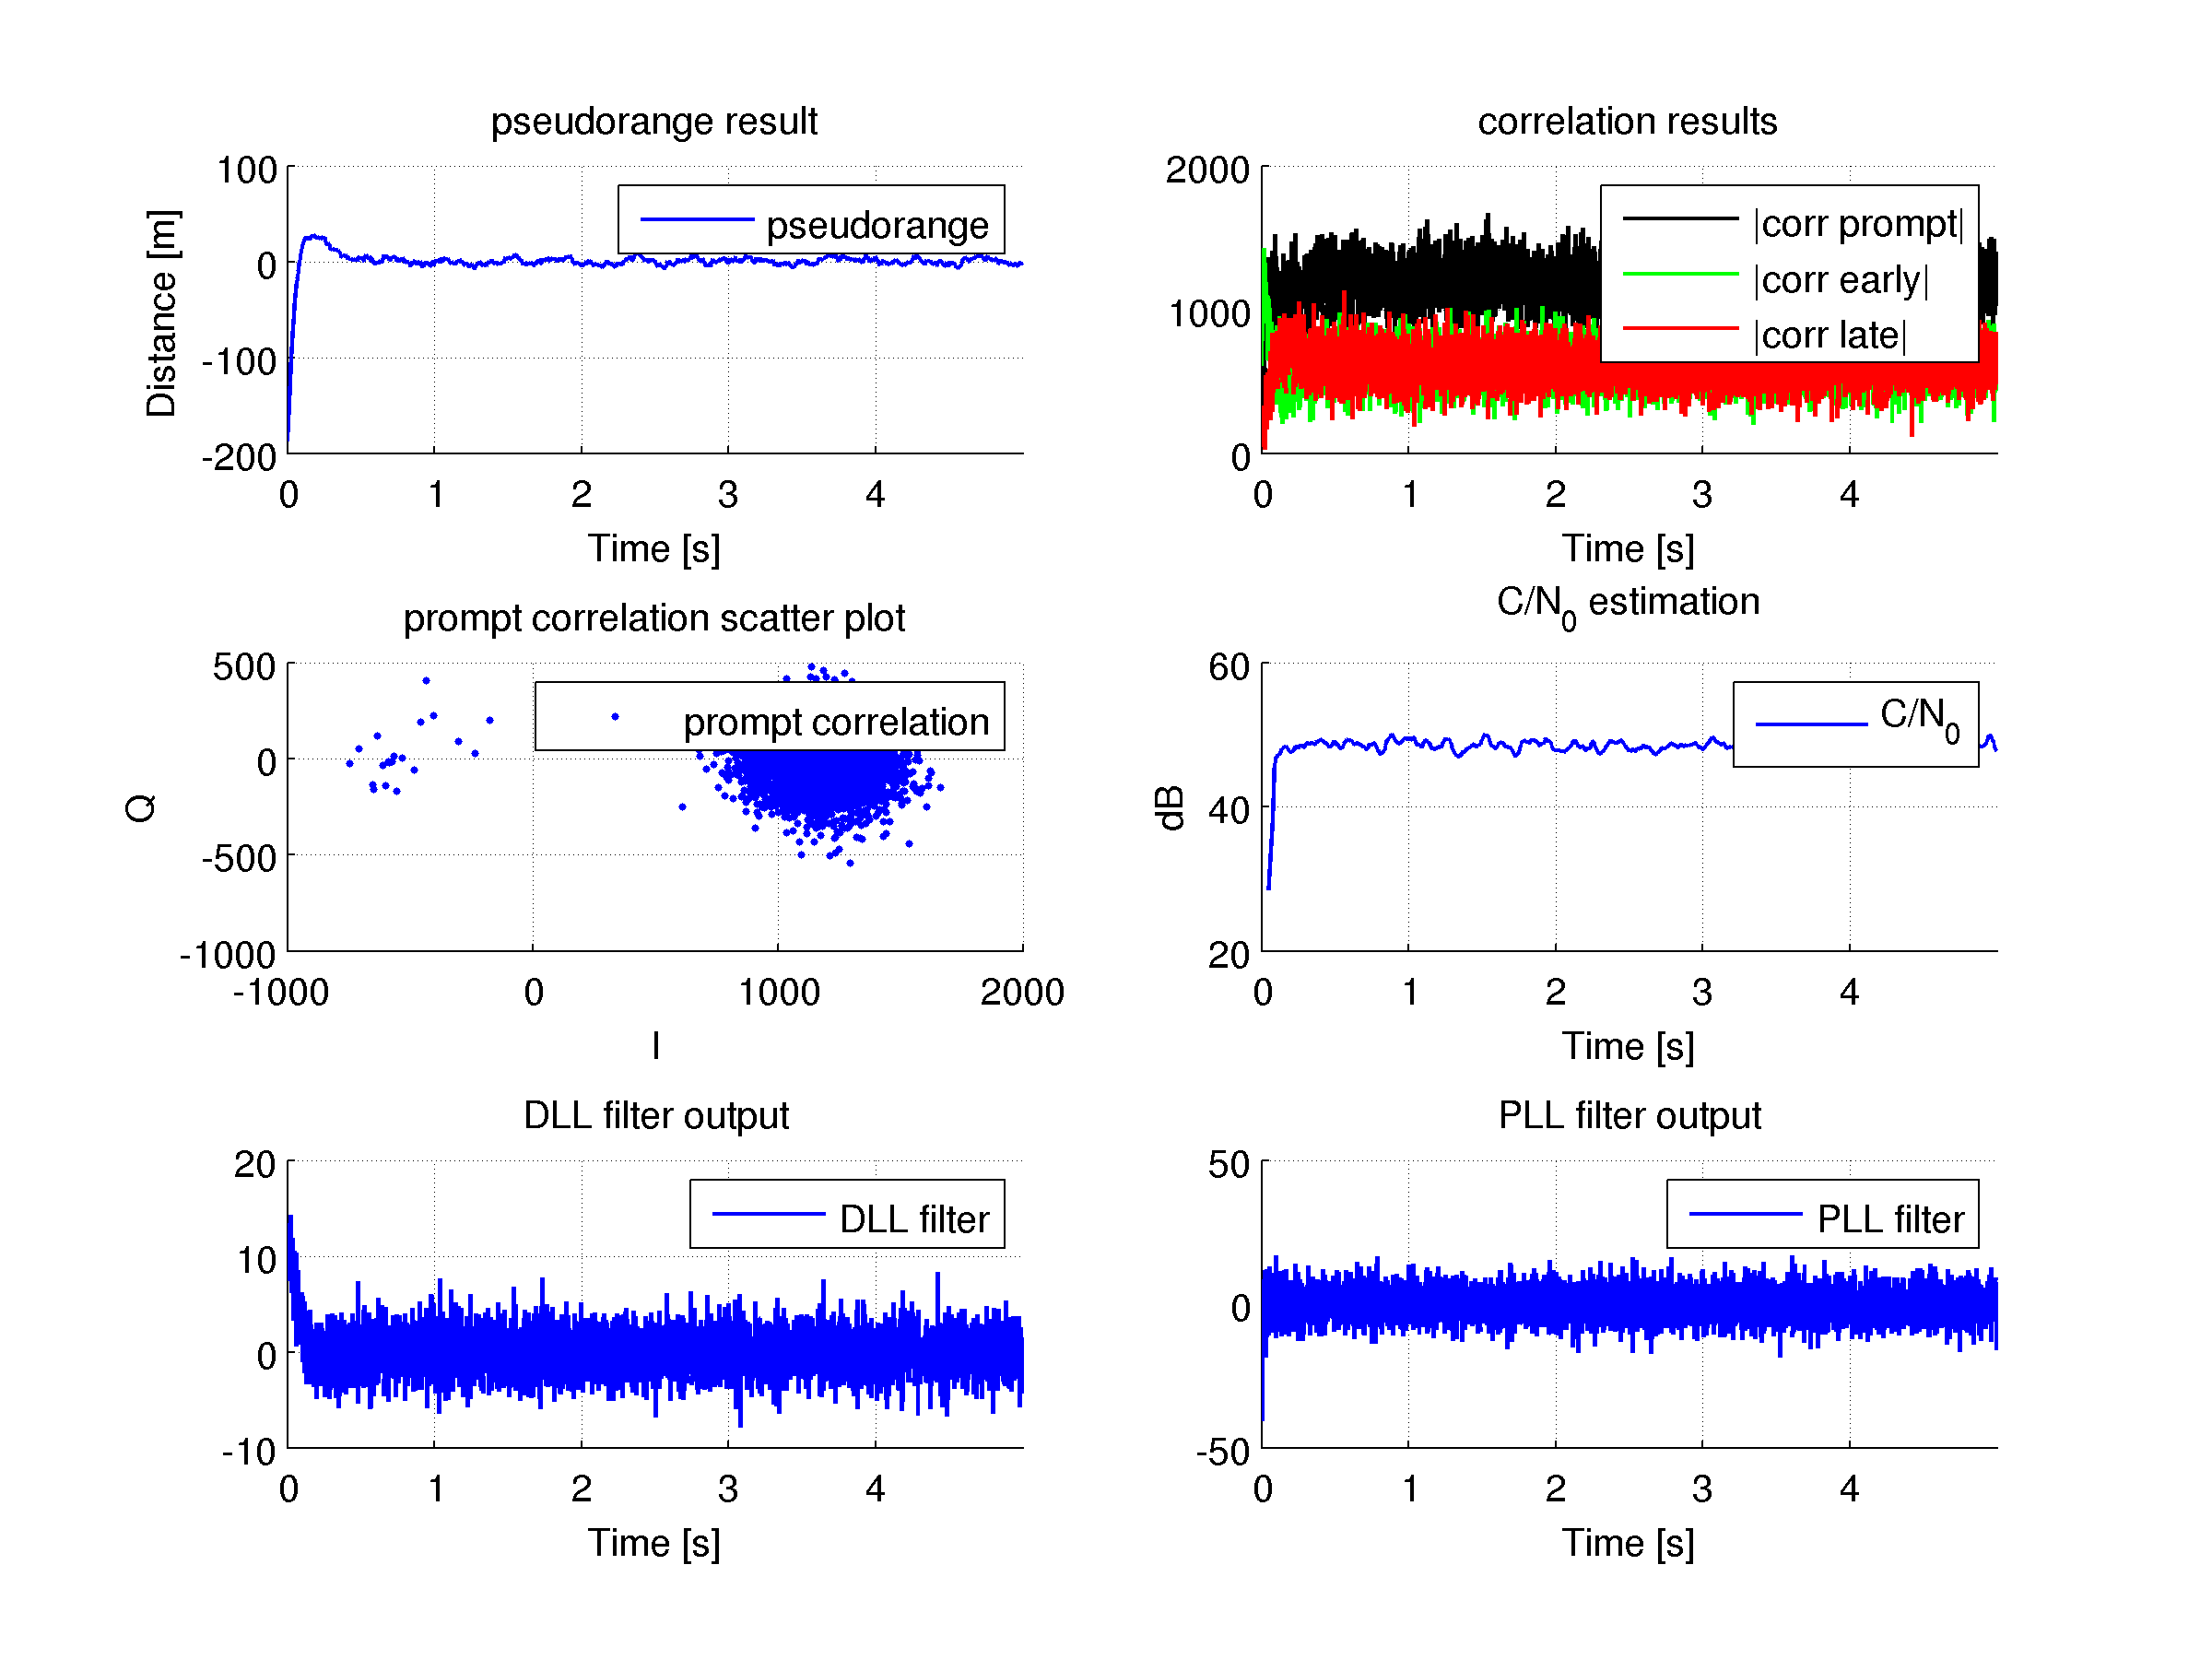 pseudorange result
100
0
-100
-200
Distance [m]
pseudorange
0 1 2 3 4
Time [s]
correlation results
2000
1000
0
|corr prompt|
|corr early|
|corr late|
0 1 2 3 4
Time [s]
prompt correlation scatter plot
500
0
-500
-1000
Q
prompt correlation
-1000 0 1000 2000
I
C/N0 estimation
60
40
20
dB
C/N0
0 1 2 3 4
Time [s]
DLL filter output
20
10
0
-10
DLL filter
0 1 2 3 4
Time [s]
PLL filter output
50
0
-50
PLL filter
0 1 2 3 4
Time [s]